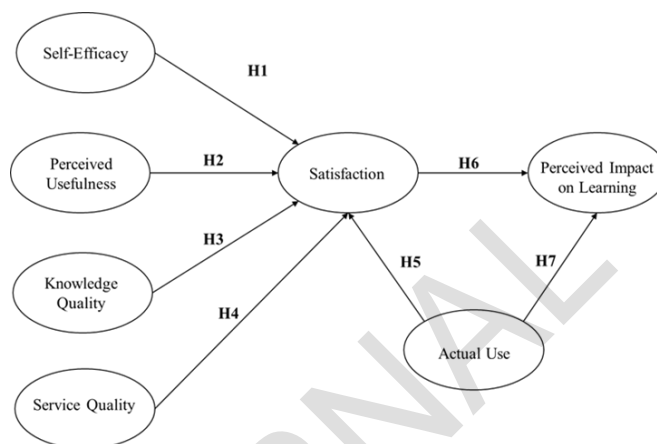 Self-Efficacy
H1
Perceived
Usefulness
H2
Satisfaction
H6
Perceived Impact
on Learning
H3
Knowledge
Quality
H4
H5
H7
Actual Use
Service Quality
RNAL